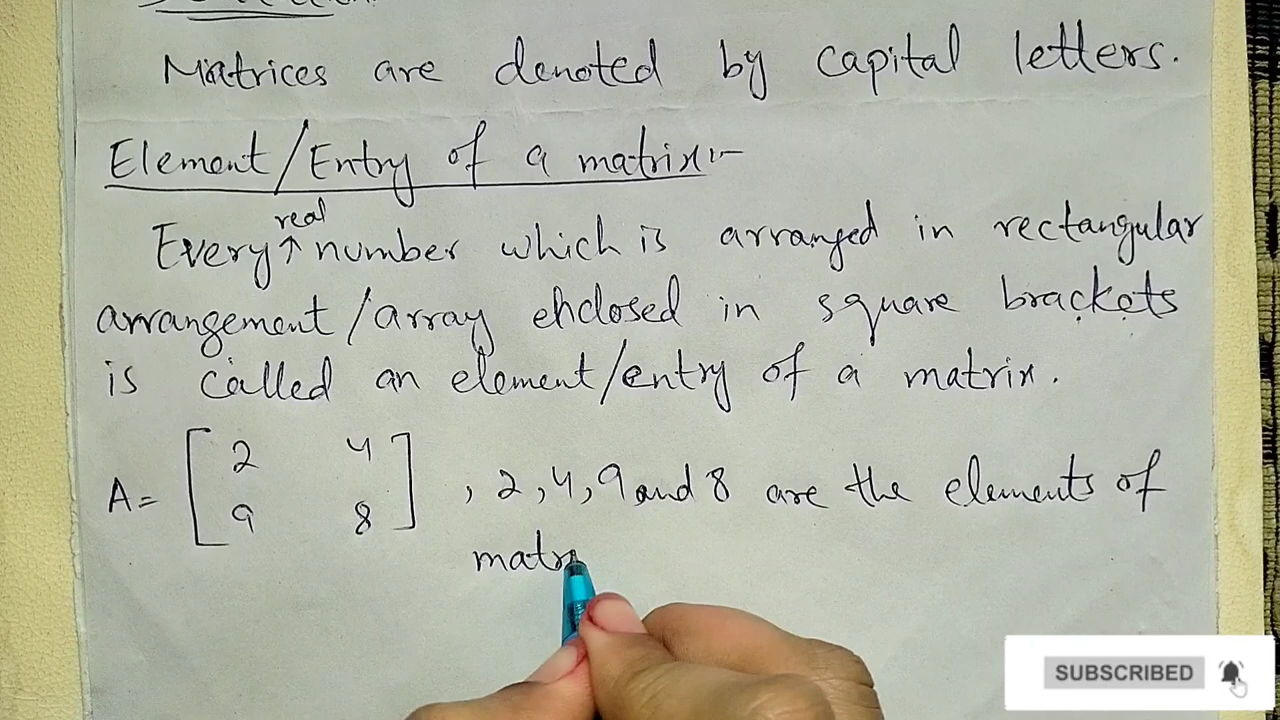 Matrices are denoted by capital letters.
Element/Entry of a matrix:-
real
Every↑ number which is arranged in rectangular
arrangement/array enclosed in square brackets
is called an element/entry of a matrix.
A= [ 2 4
9 8 ] , 2, 4, 9 and 8 are the elements of
matr
SUBSCRIBED